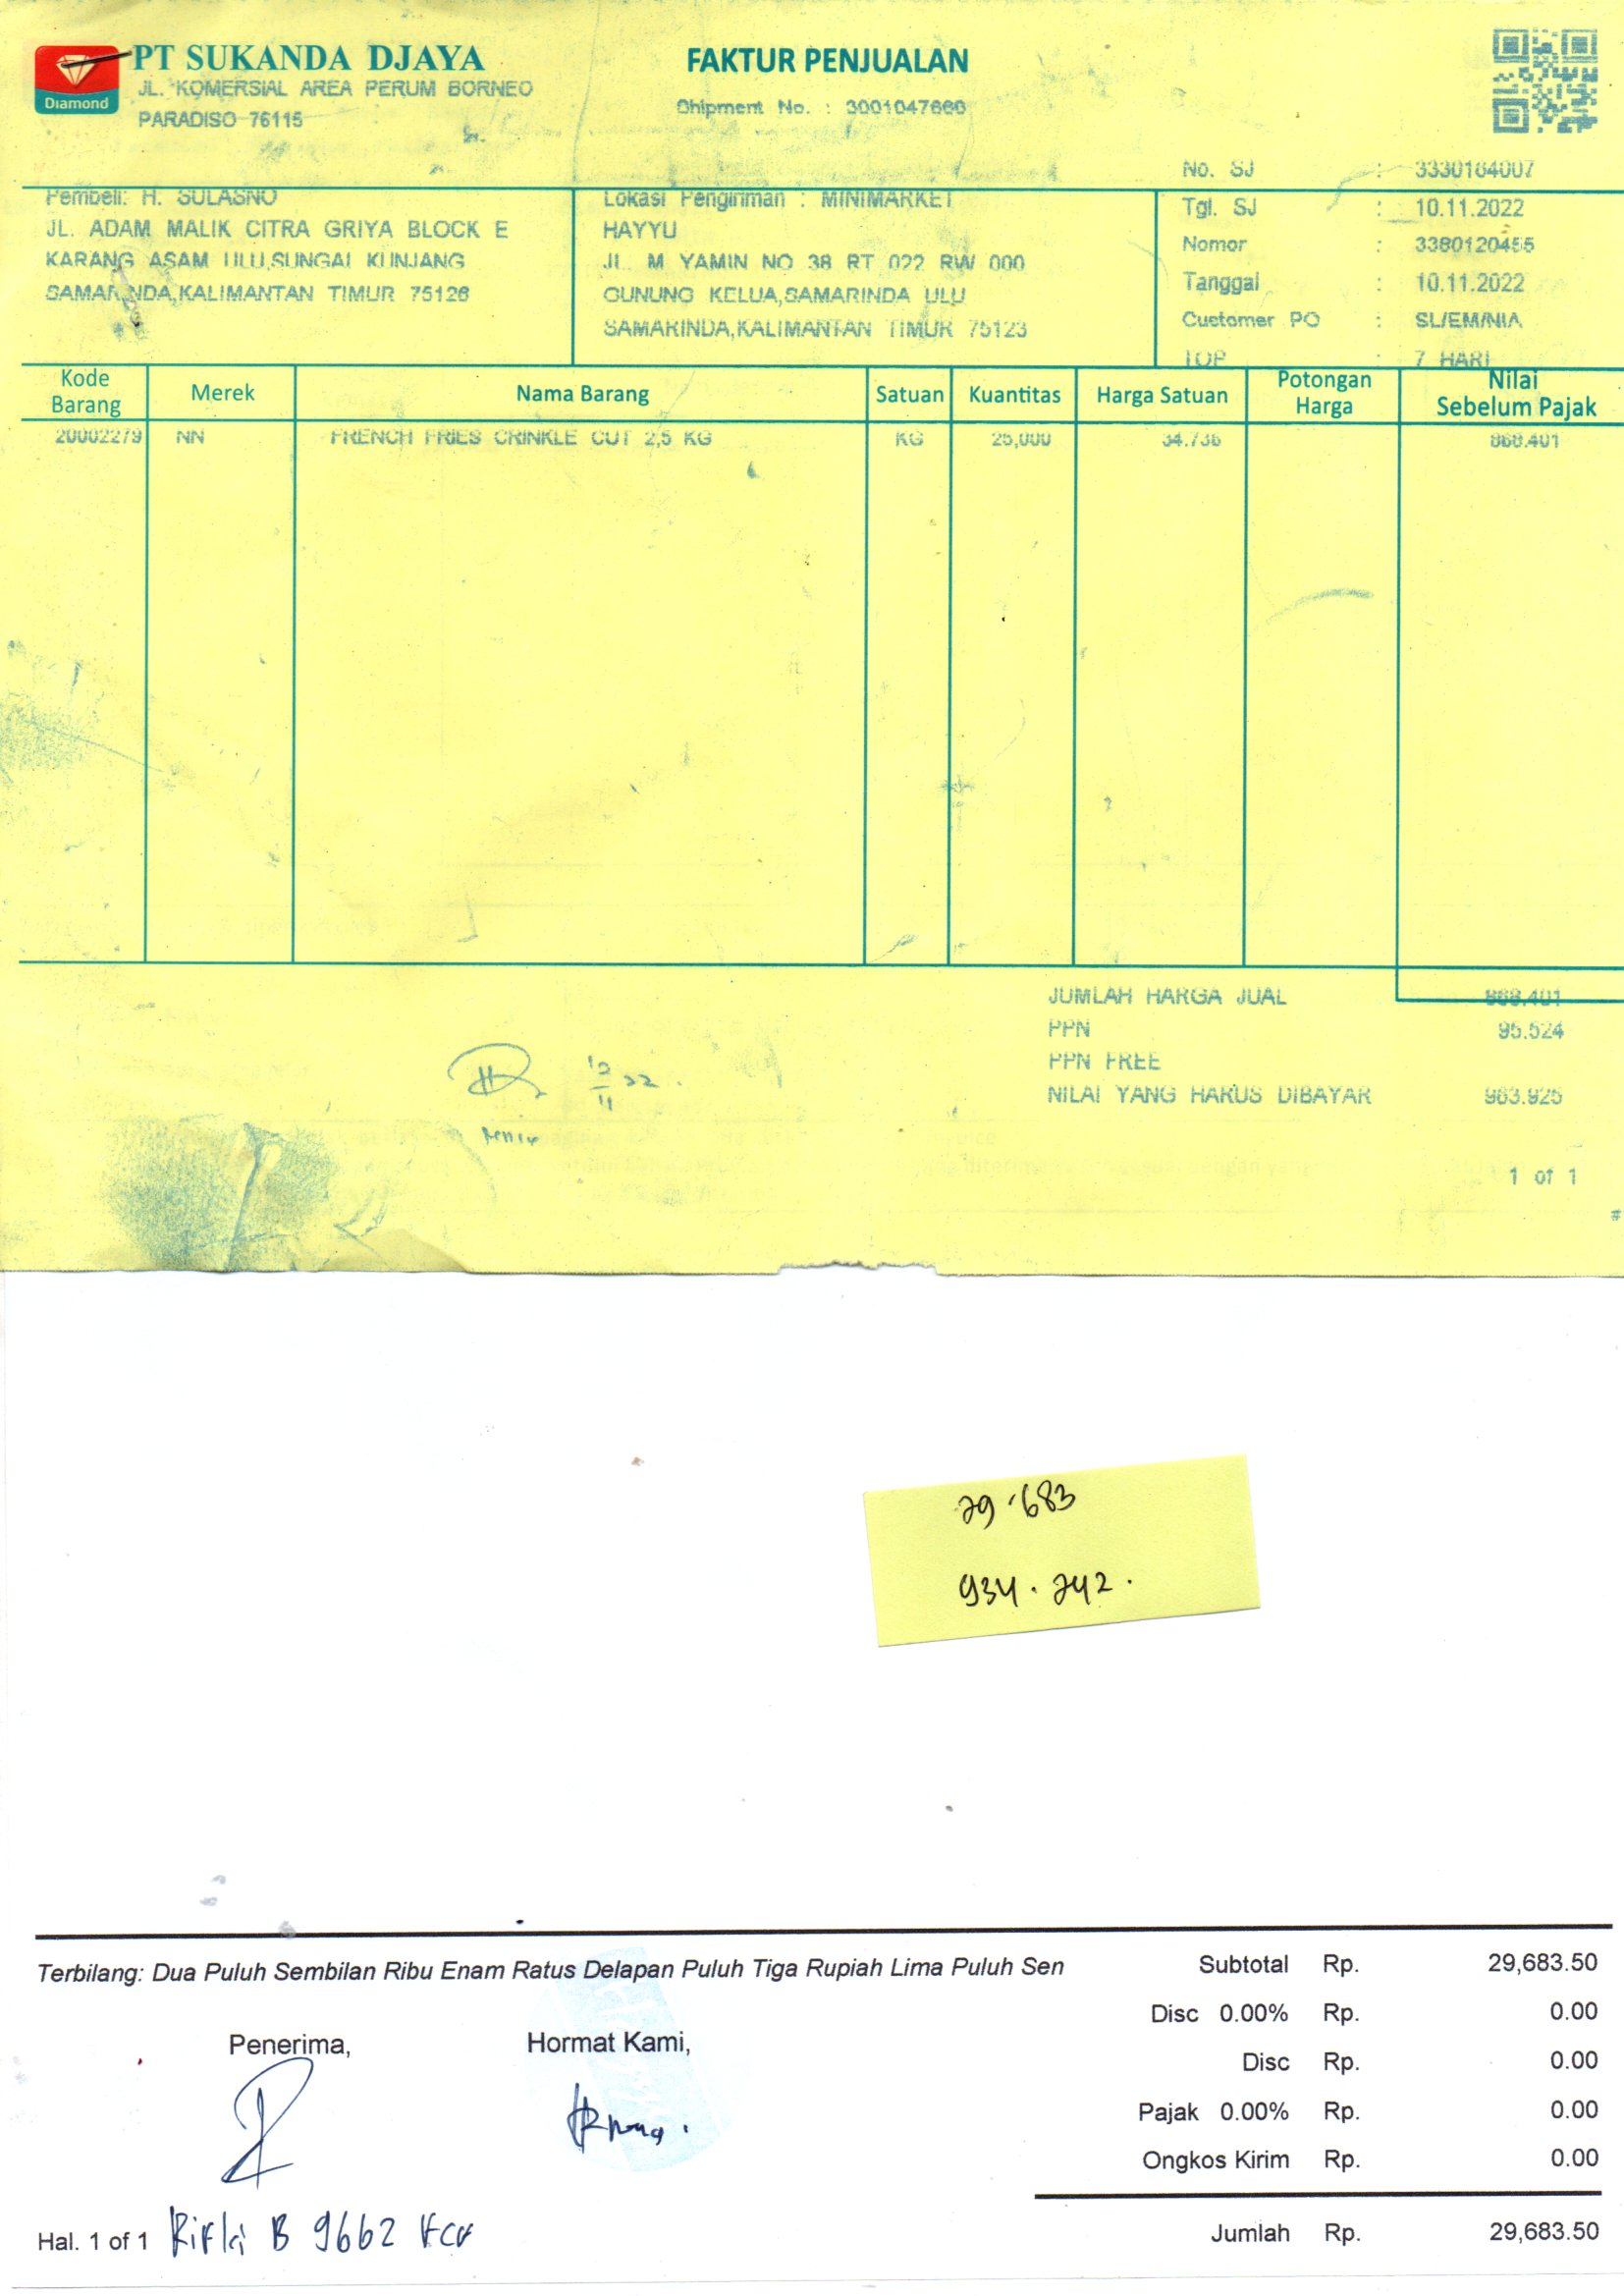 PT SUKANDA DJAYA
Diamond
JL. KOMERSIAL AREA PERUM BORNEO
PARADISO 76115
FAKTUR PENJUALAN
Shipment No. : 3001047666
No. SJ : 3330164007
Tgl. SJ : 10.11.2022
Nomor : 3380120455
Tanggal : 10.11.2022
Customer PO : SL/EM/NIA
TOP : 7 HARI
Pembeli: H. SULASNO
JL. ADAM MALIK CITRA GRIYA BLOCK E
KARANG ASAM ULU,SUNGAI KUNJANG
SAMARINDA,KALIMANTAN TIMUR 75126
Lokasi Pengiriman : MINIMARKET
HAYYU
JL. M YAMIN NO 38 RT 022 RW 000
GUNUNG KELUA,SAMARINDA ULU
SAMARINDA,KALIMANTAN TIMUR 75123
Kode Barang Merek Nama Barang Satuan Kuantitas Harga Satuan Potongan Harga Nilai Sebelum Pajak
20002279 NN FRENCH FRIES CRINKLE CUT 2,5 KG KG 25,000 34.736 868.401
JUMLAH HARGA JUAL 868.401
PPN 95.524
PPN FREE
NILAI YANG HARUS DIBAYAR 963.925
12/11 22.
1 of 1
29.683
934.242.
Terbilang: Dua Puluh Sembilan Ribu Enam Ratus Delapan Puluh Tiga Rupiah Lima Puluh Sen
Subtotal Rp. 29,683.50
Disc 0.00% Rp. 0.00
Disc Rp. 0.00
Pajak 0.00% Rp. 0.00
Ongkos Kirim Rp. 0.00
Jumlah Rp. 29,683.50
Penerima,
Hormat Kami,
Hal. 1 of 1
Rifki B 9662